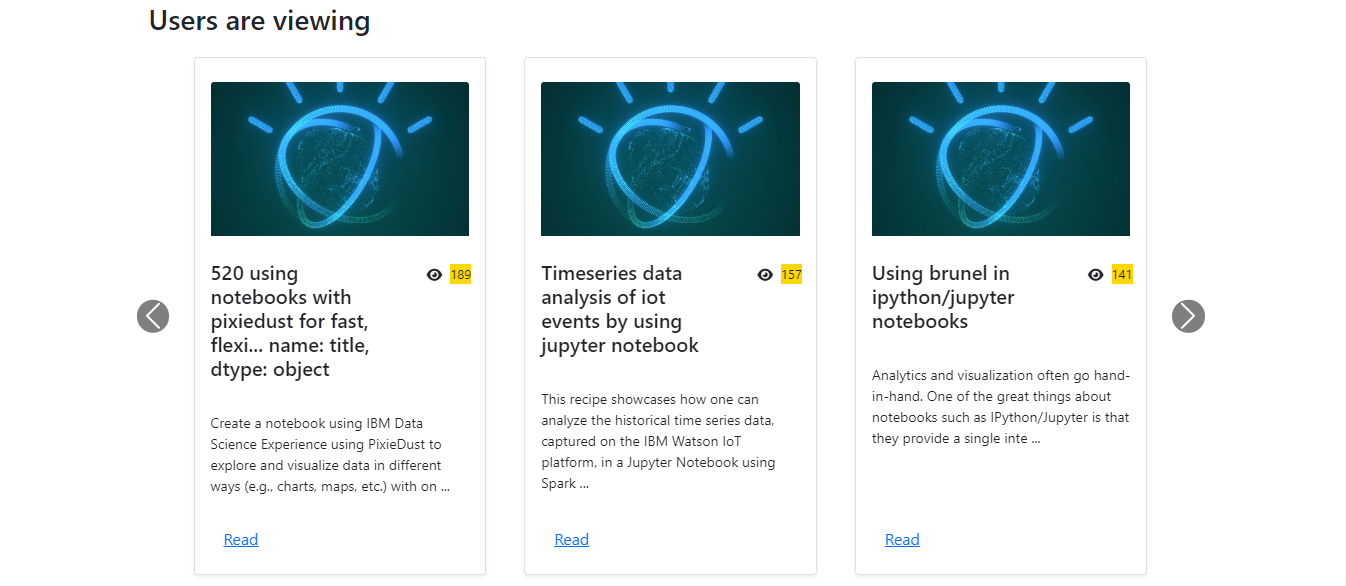 Users are viewing
520 using
notebooks with
pixiedust for fast,
flexi... name: title,
dtype: object
189
Create a notebook using IBM Data
Science Experience using PixieDust to
explore and visualize data in different
ways (e.g., charts, maps, etc.) with on ...
Read
Timeseries data
analysis of iot
events by using
jupyter notebook
157
This recipe showcases how one can
analyze the historical time series data,
captured on the IBM Watson IoT
platform, in a Jupyter Notebook using
Spark ...
Read
Using brunel in
ipython/jupyter
notebooks
141
Analytics and visualization often go hand-
in-hand. One of the great things about
notebooks such as IPython/Jupyter is that
they provide a single inte ...
Read